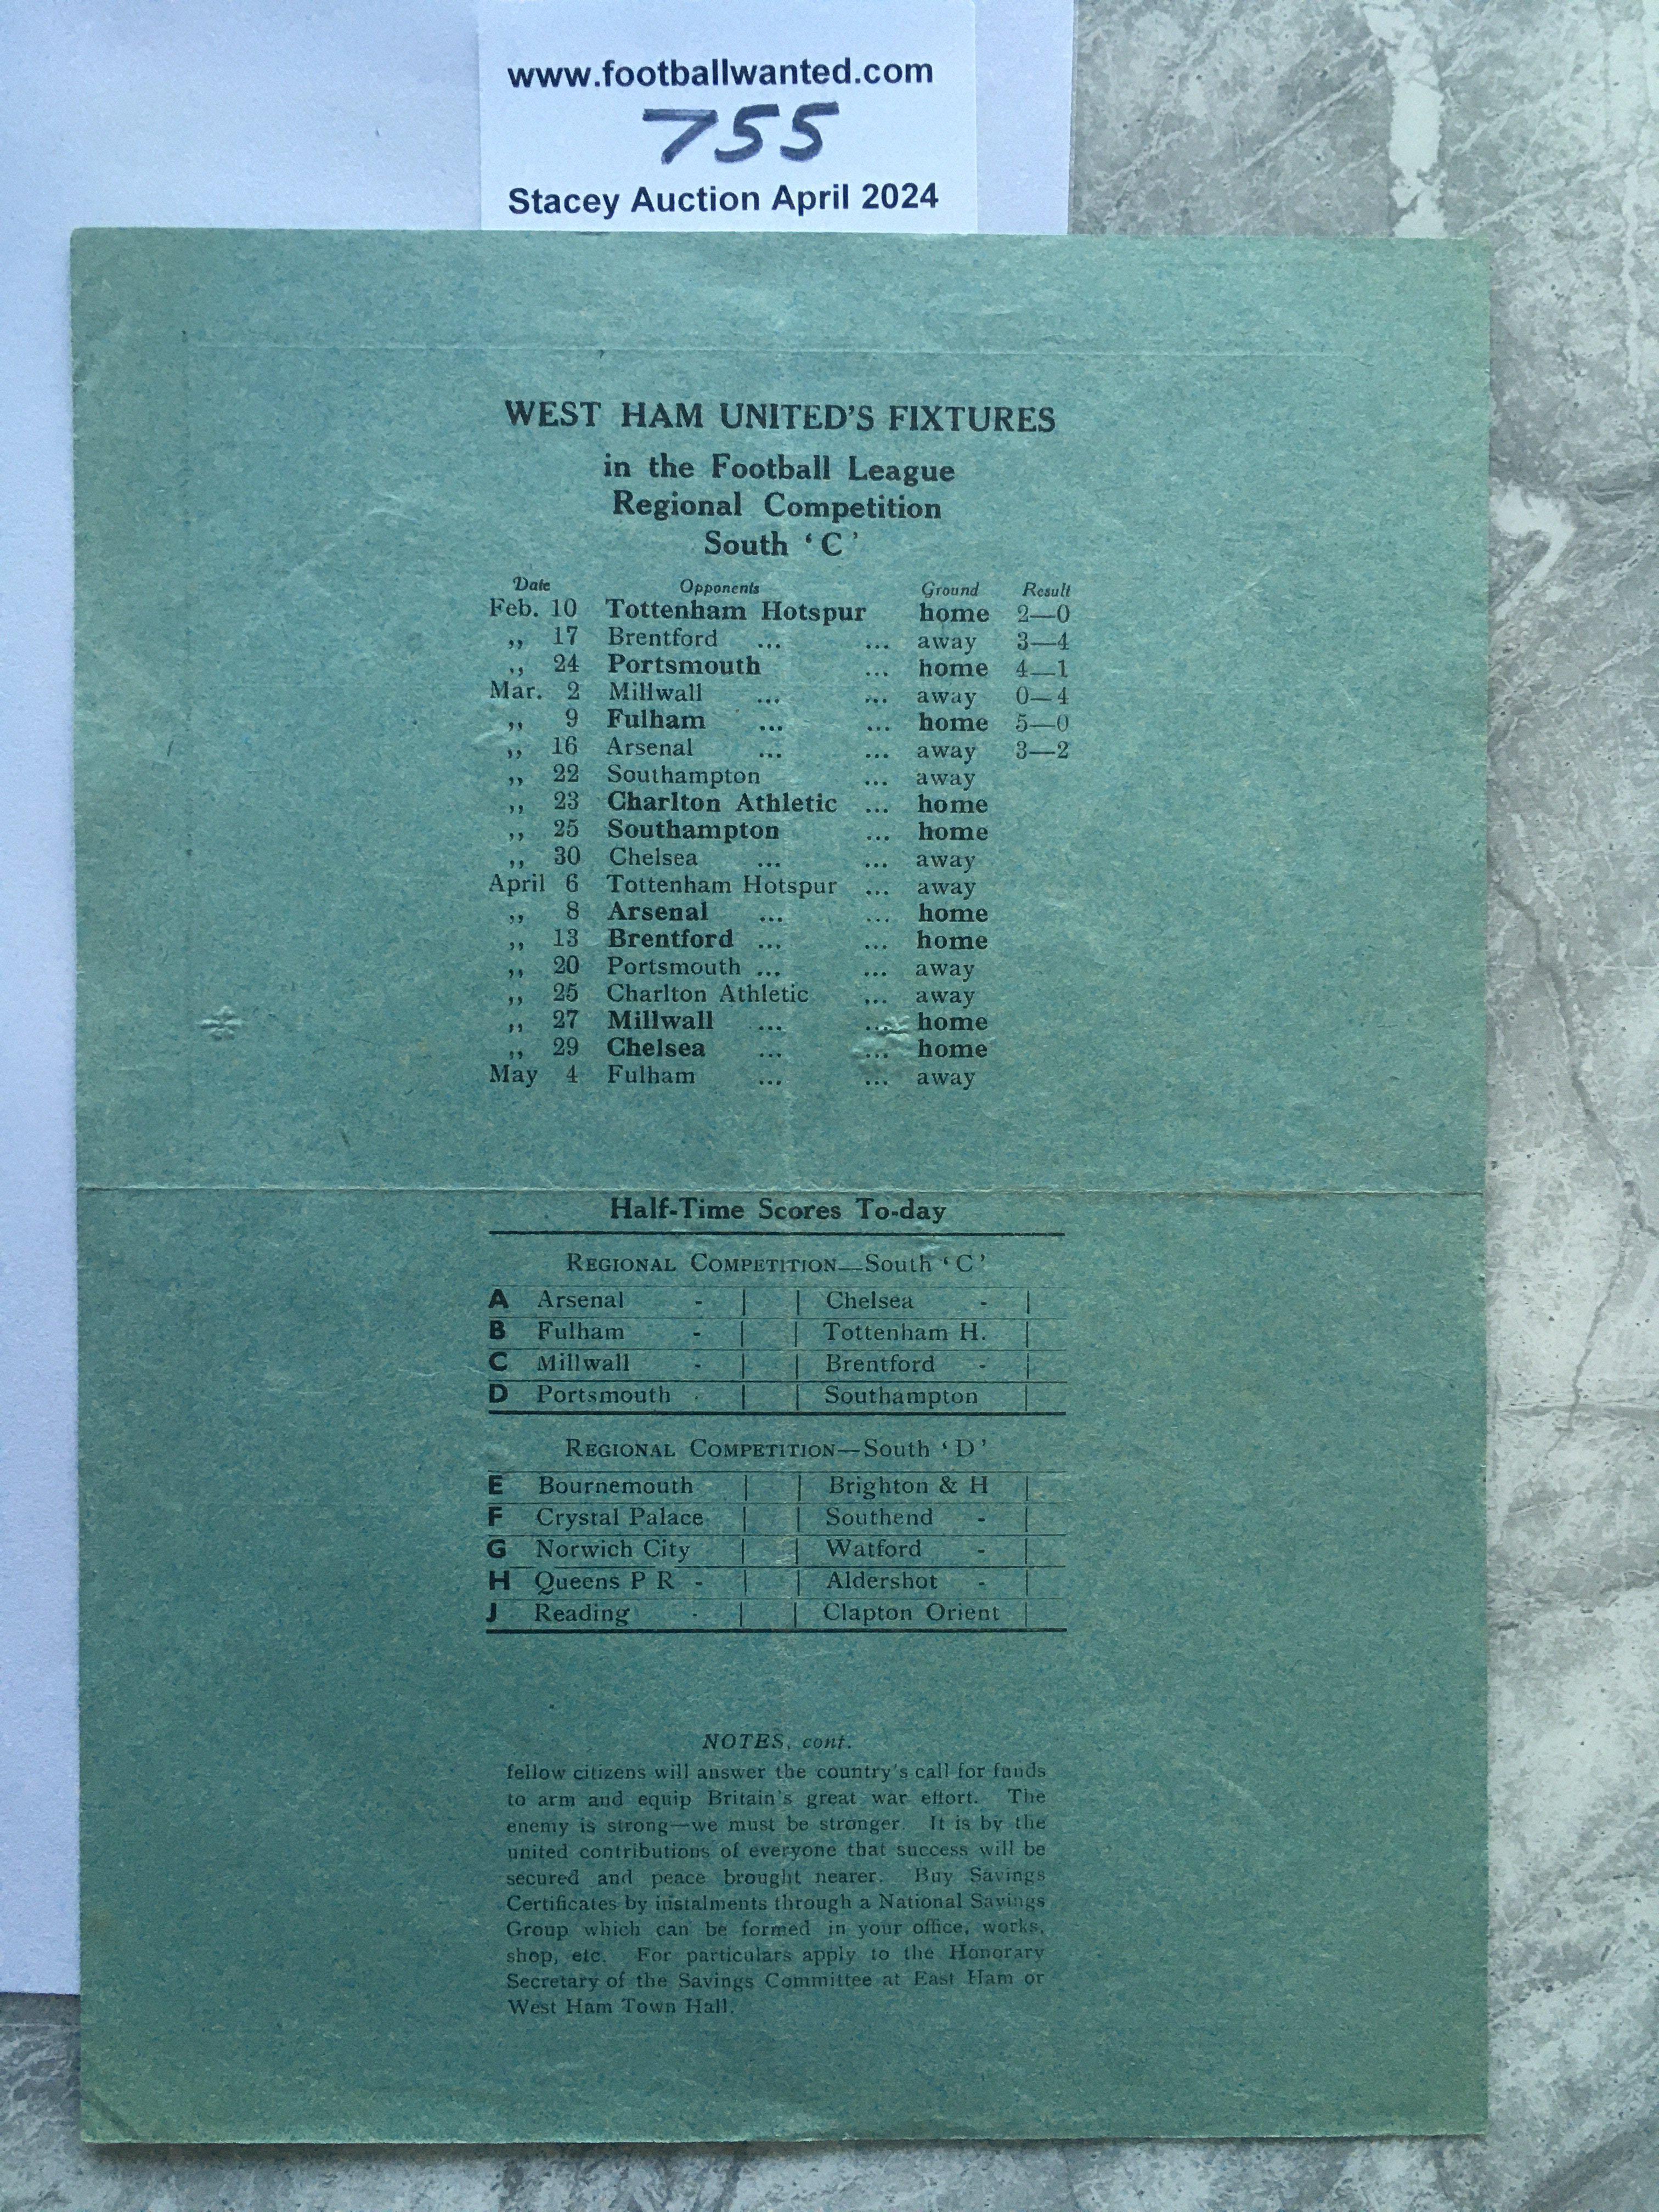 www.footballwanted.com
755
Stacey Auction April 2024
WEST HAM UNITED'S FIXTURES
in the Football League
Regional Competition
South ‘C’
Date Opponents Ground Result
Feb. 10 Tottenham Hotspur home 2—0
,, 17 Brentford ... ... away 3—4
,, 24 Portsmouth ... home 4—1
Mar. 2 Millwall ... ... away 0—4
,, 9 Fulham ... ... home 5—0
,, 16 Arsenal ... ... away 3—2
,, 22 Southampton ... away
,, 23 Charlton Athletic ... home
,, 25 Southampton ... home
,, 30 Chelsea ... ... away
April 6 Tottenham Hotspur ... away
,, 8 Arsenal ... ... home
,, 13 Brentford ... ... home
,, 20 Portsmouth ... ... away
,, 25 Charlton Athletic ... away
,, 27 Millwall ... ... home
,, 29 Chelsea ... ... home
May 4 Fulham ... ... away
Half-Time Scores To-day
REGIONAL COMPETITION—South ‘C’
A Arsenal - Chelsea -
B Fulham - Tottenham H.
C Millwall - Brentford -
D Portsmouth - Southampton
REGIONAL COMPETITION—South ‘D’
E Bournemouth Brighton & H
F Crystal Palace Southend -
G Norwich City Watford -
H Queens P R - Aldershot -
J Reading - Clapton Orient
NOTES, cont.
fellow citizens will answer the country's call for funds
to arm and equip Britain's great war effort. The
enemy is strong—we must be stronger. It is by the
united contributions of everyone that success will be
secured and peace brought nearer. Buy Savings
Certificates by instalments through a National Savings
Group which can be formed in your office, works,
shop, etc. For particulars apply to the Honorary
Secretary of the Savings Committee at East Ham or
West Ham Town Hall.